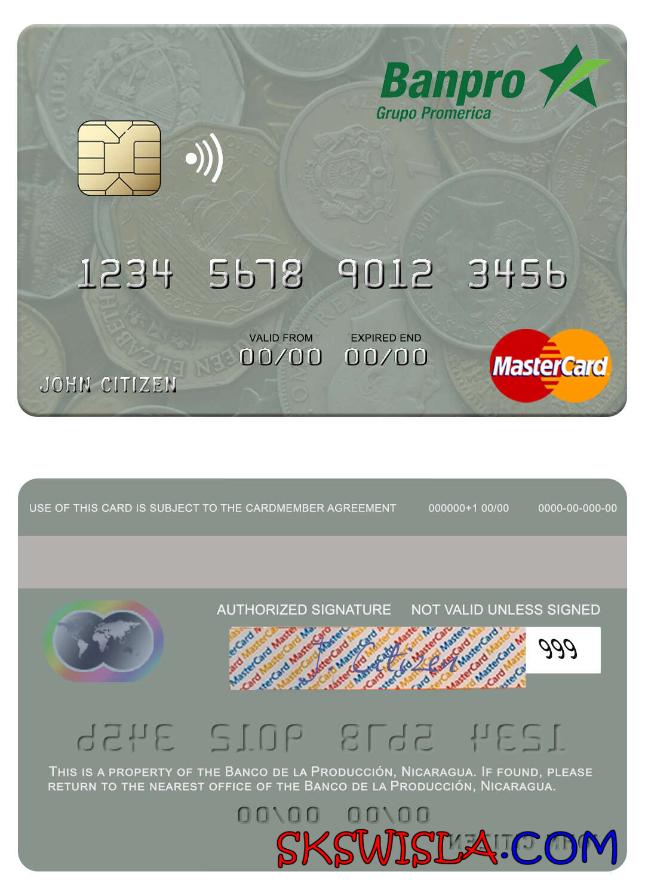 Banpro
Grupo Promerica
1234 5678 9012 3456
VALID FROM EXPIRED END
00/00 00/00
MasterCard
JOHN CITIZEN
USE OF THIS CARD IS SUBJECT TO THE CARDMEMBER AGREEMENT 000000+1 00/00 0000-00-000-00
AUTHORIZED SIGNATURE NOT VALID UNLESS SIGNED
J Citizen 999
THIS IS A PROPERTY OF THE BANCO DE LA PRODUCCIÓN, NICARAGUA. IF FOUND, PLEASE
RETURN TO THE NEAREST OFFICE OF THE BANCO DE LA PRODUCCIÓN, NICARAGUA.
00/00 00/00
SKSWISLA.COM